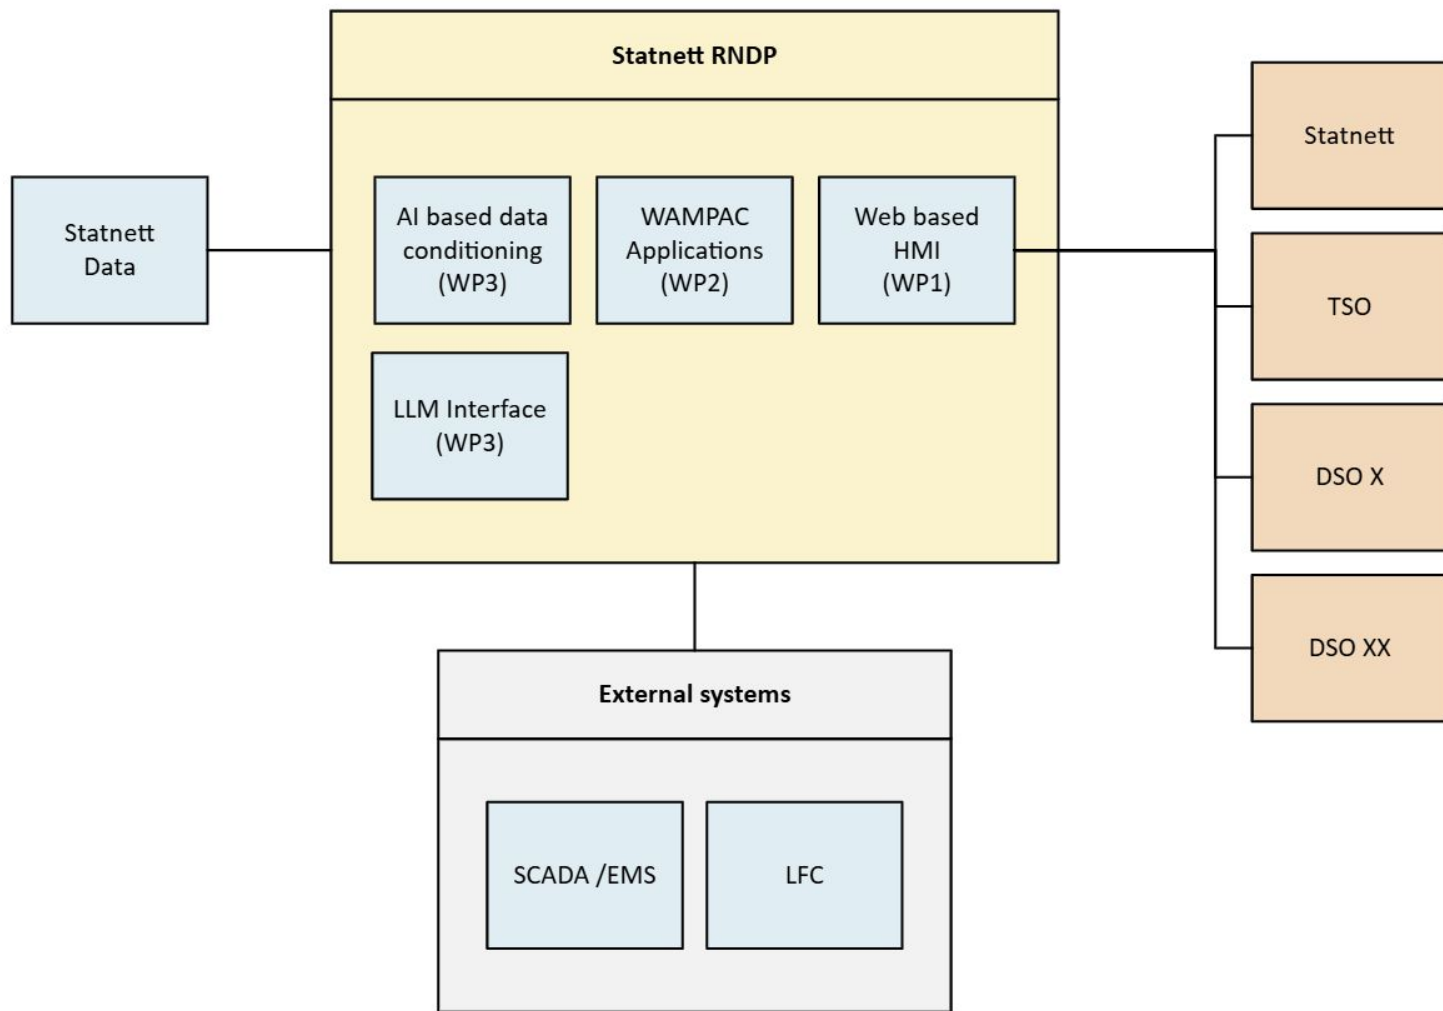 Statnett RNDP
Statnett
Data
AI based data
conditioning
(WP3)
WAMPAC
Applications
(WP2)
Web based
HMI
(WP1)
LLM Interface
(WP3)
Statnett
TSO
DSO X
DSO XX
External systems
SCADA /EMS
LFC